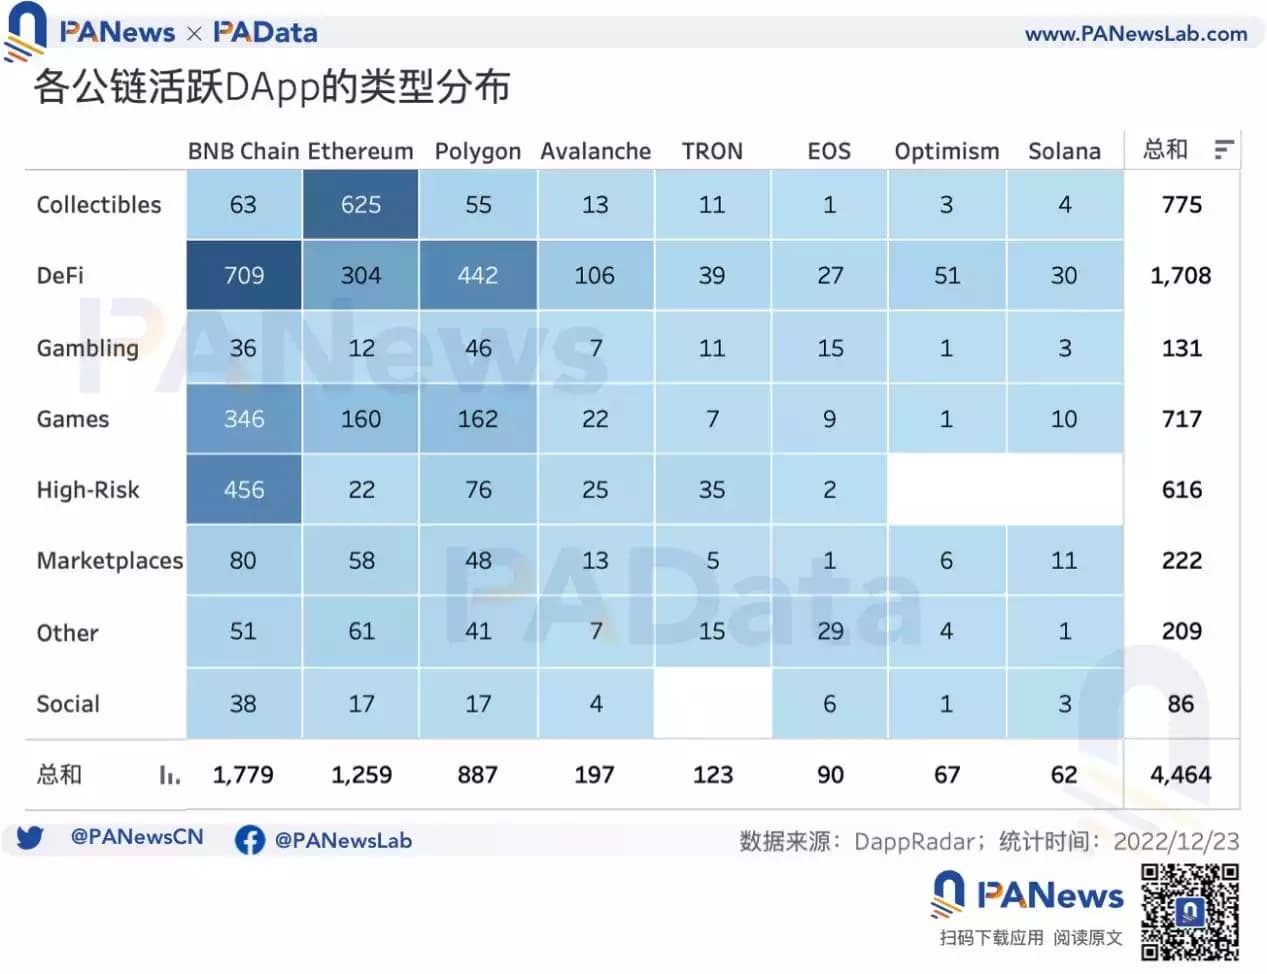 PANews × PAData www.PANewsLab.com
各公链活跃DApp的类型分布
BNB Chain Ethereum Polygon Avalanche TRON EOS Optimism Solana 总和
Collectibles 63 625 55 13 11 1 3 4 775
DeFi 709 304 442 106 39 27 51 30 1,708
Gambling 36 12 46 7 11 15 1 3 131
Games 346 160 162 22 7 9 1 10 717
High-Risk 456 22 76 25 35 2 616
Marketplaces 80 58 48 13 5 1 6 11 222
Other 51 61 41 7 15 29 4 1 209
Social 38 17 17 4 6 1 3 86
总和 1,779 1,259 887 197 123 90 67 62 4,464
PANews
PAData
@PANewsCN @PANewsLab 数据来源：DappRadar；统计时间：2022/12/23
PANews
扫码下载应用 阅读原文